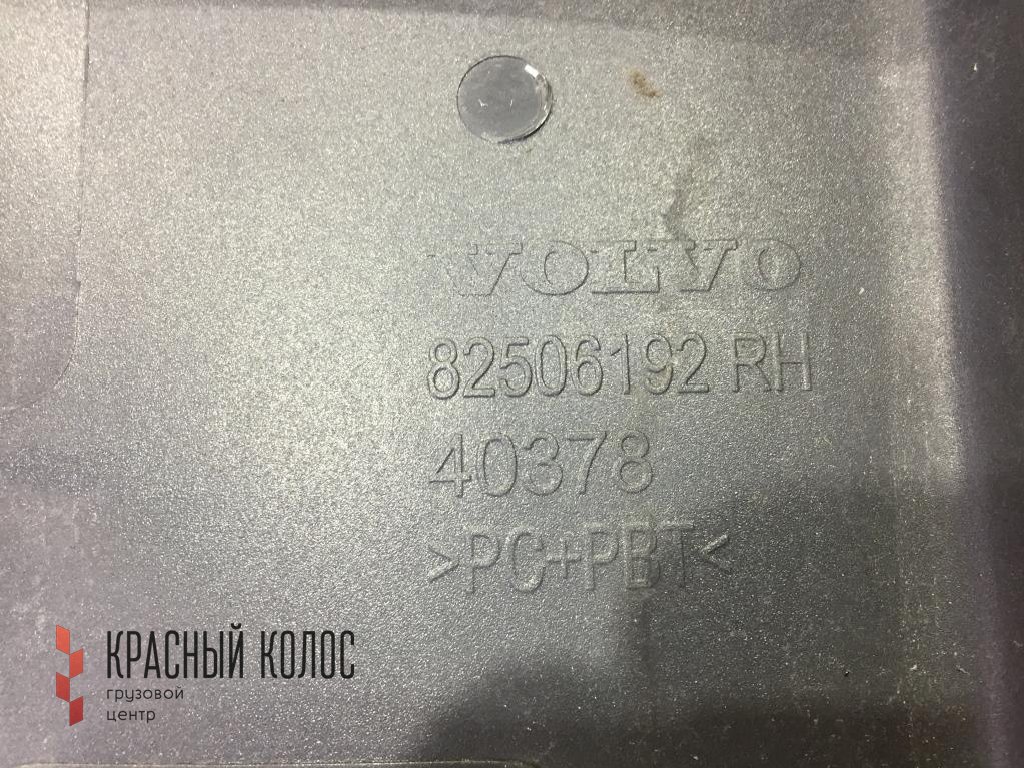 VOLVO
82506192 RH
40378
>PC+PBT<
КРАСНЫЙ КОЛОС
грузовой
центр